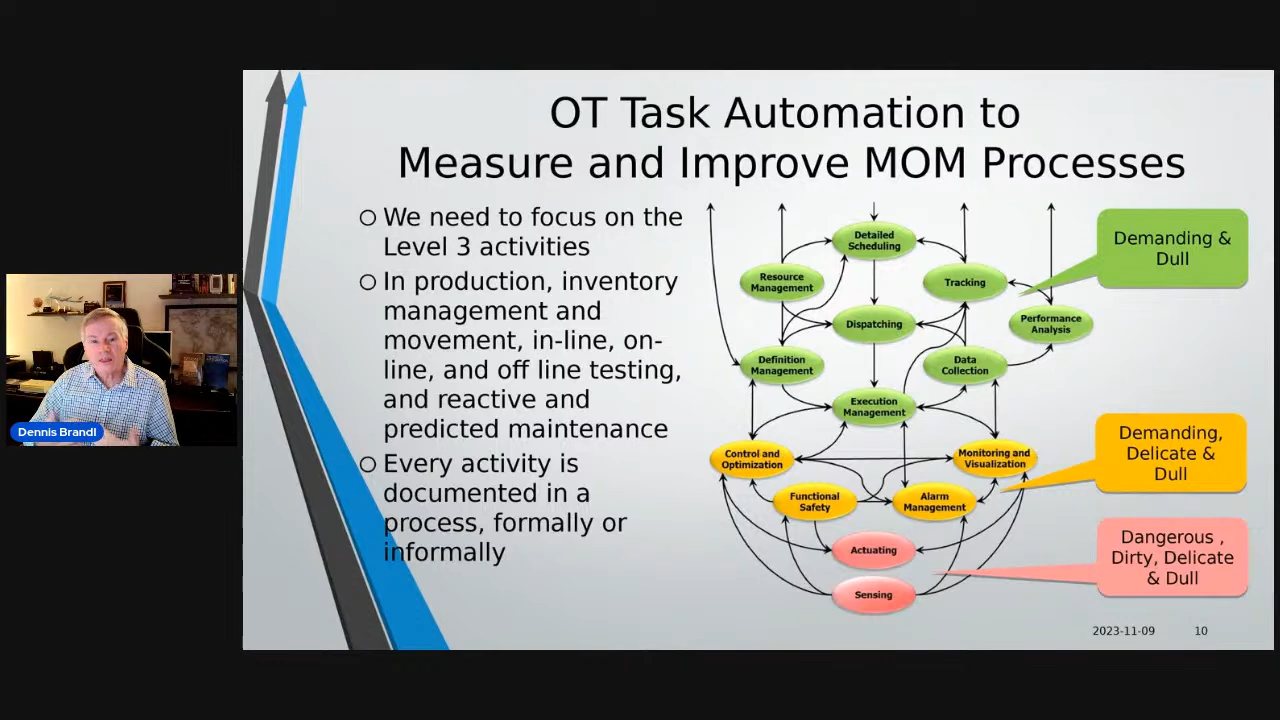 OT Task Automation to
Measure and Improve MOM Processes
We need to focus on the
Level 3 activities
In production, inventory
management and
movement, in-line, on-
line, and off line testing,
and reactive and
predicted maintenance
Every activity is
documented in a
process, formally or
informally
Detailed
Scheduling
Resource
Management
Tracking
Dispatching
Performance
Analysis
Definition
Management
Data
Collection
Execution
Management
Control and
Optimization
Monitoring and
Visualization
Functional
Safety
Alarm
Management
Actuating
Sensing
Demanding &
Dull
Demanding,
Delicate &
Dull
Dangerous ,
Dirty, Delicate
& Dull
2023-11-09
10
Dennis Brandl